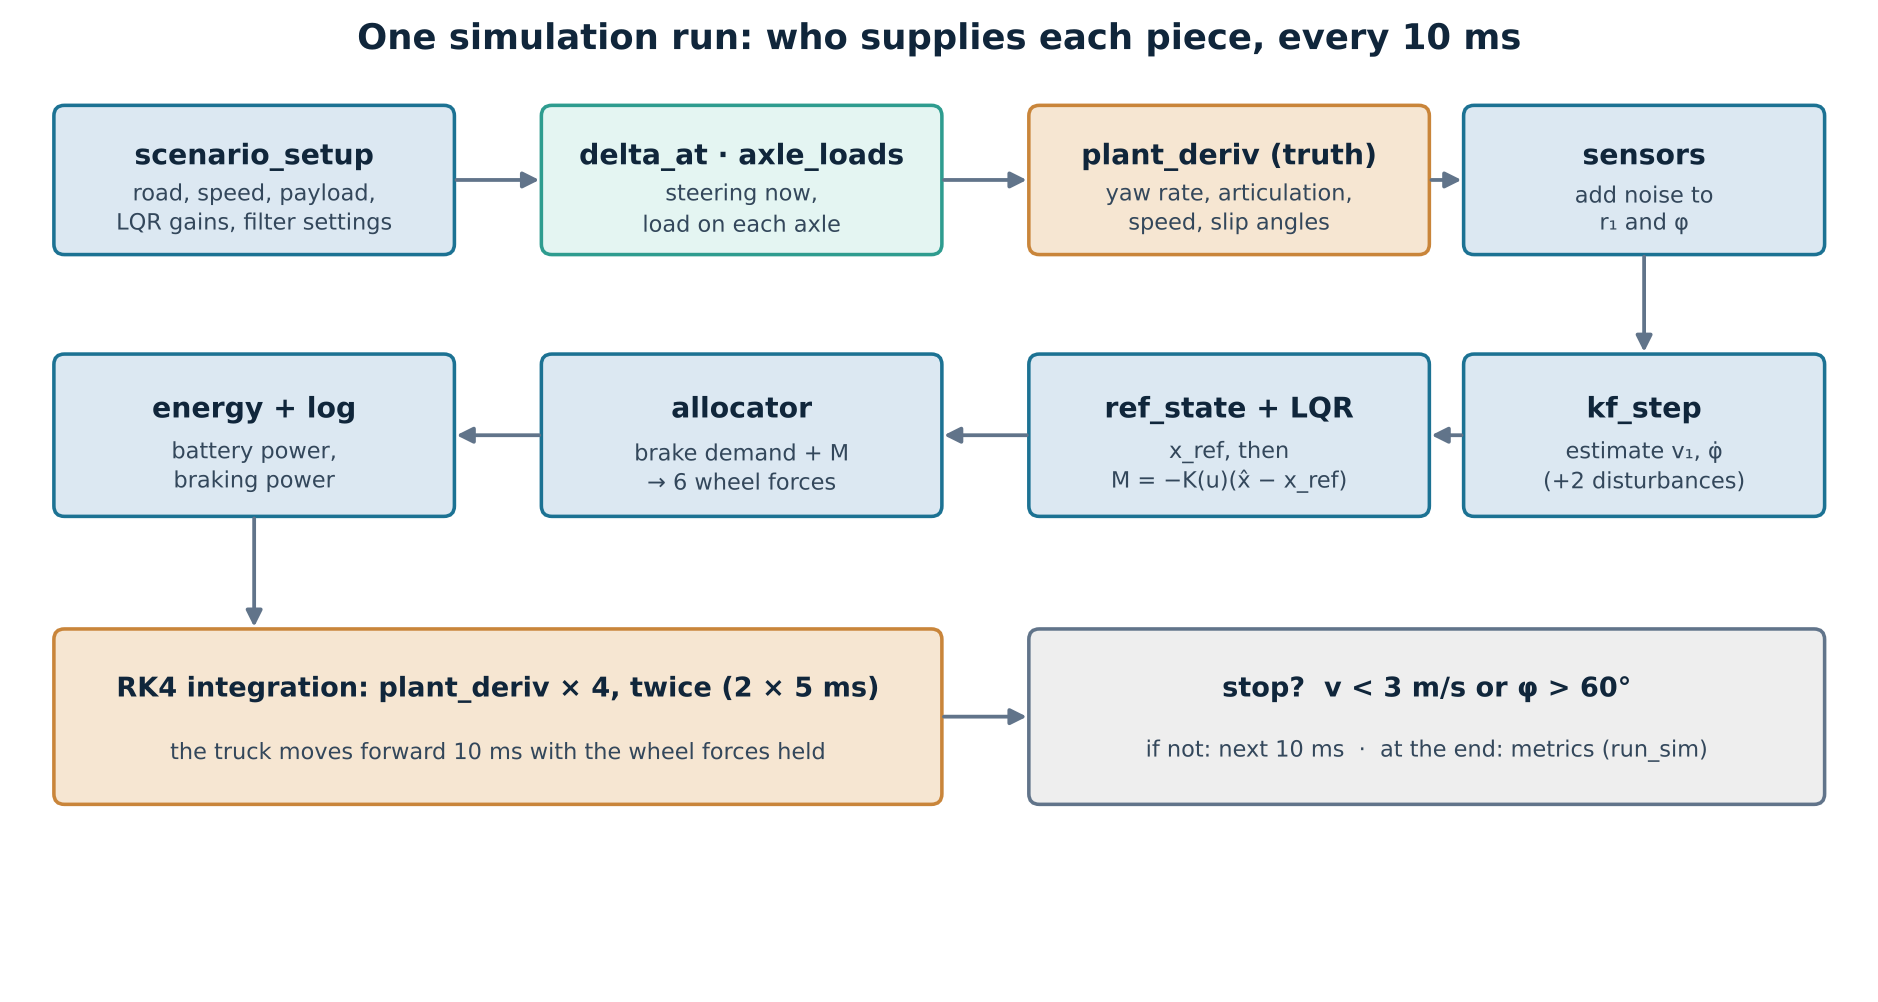 One simulation run: who supplies each piece, every 10 ms
scenario_setup
road, speed, payload,
LQR gains, filter settings
delta_at · axle_loads
steering now,
load on each axle
plant_deriv (truth)
yaw rate, articulation,
speed, slip angles
sensors
add noise to
r₁ and φ
energy + log
battery power,
braking power
allocator
brake demand + M
→ 6 wheel forces
ref_state + LQR
x_ref, then
M = −K(u)(x̂ − x_ref)
kf_step
estimate v₁, φ̇
(+2 disturbances)
RK4 integration: plant_deriv × 4, twice (2 × 5 ms)
the truck moves forward 10 ms with the wheel forces held
stop?  v < 3 m/s or φ > 60°
if not: next 10 ms  ·  at the end: metrics (run_sim)